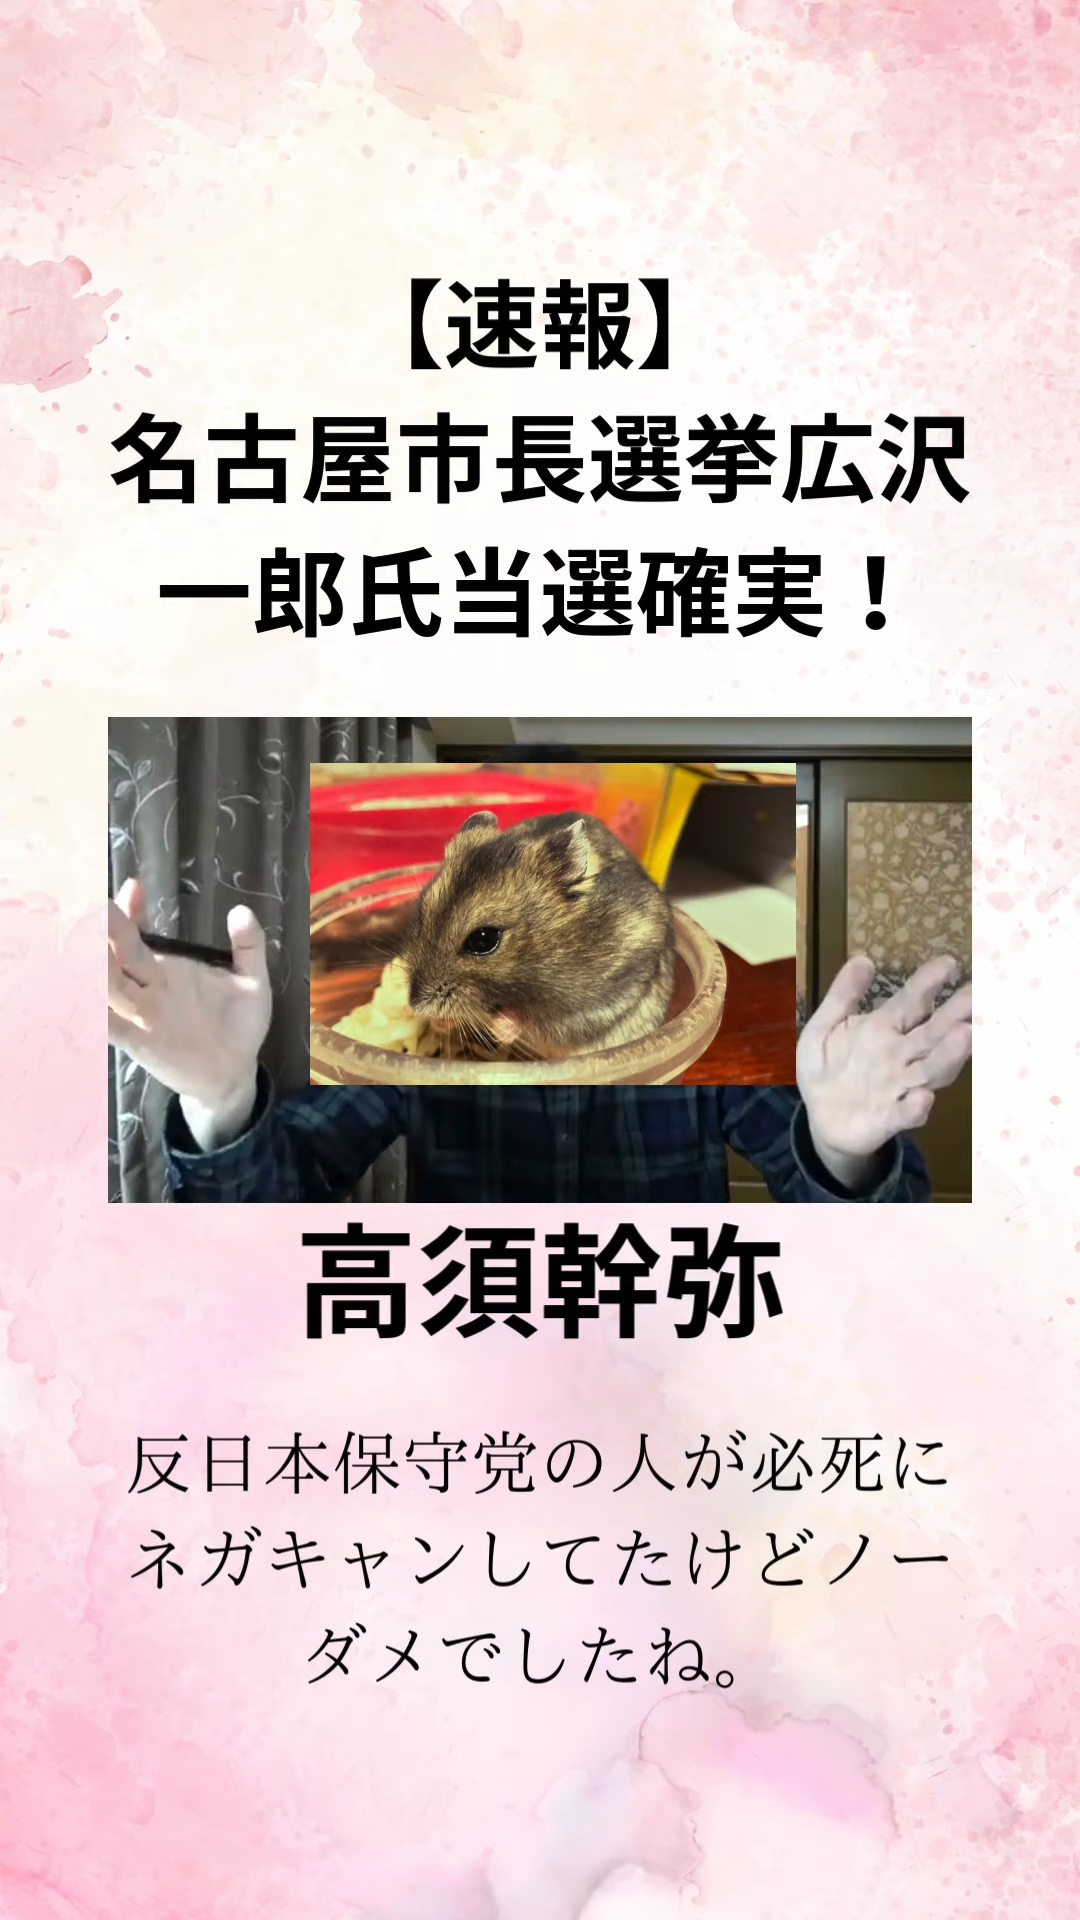 【速報】
名古屋市長選挙広沢
一郎氏当選確実！
高須幹弥
反日本保守党の人が必死に
ネガキャンしてたけどノー
ダメでしたね。